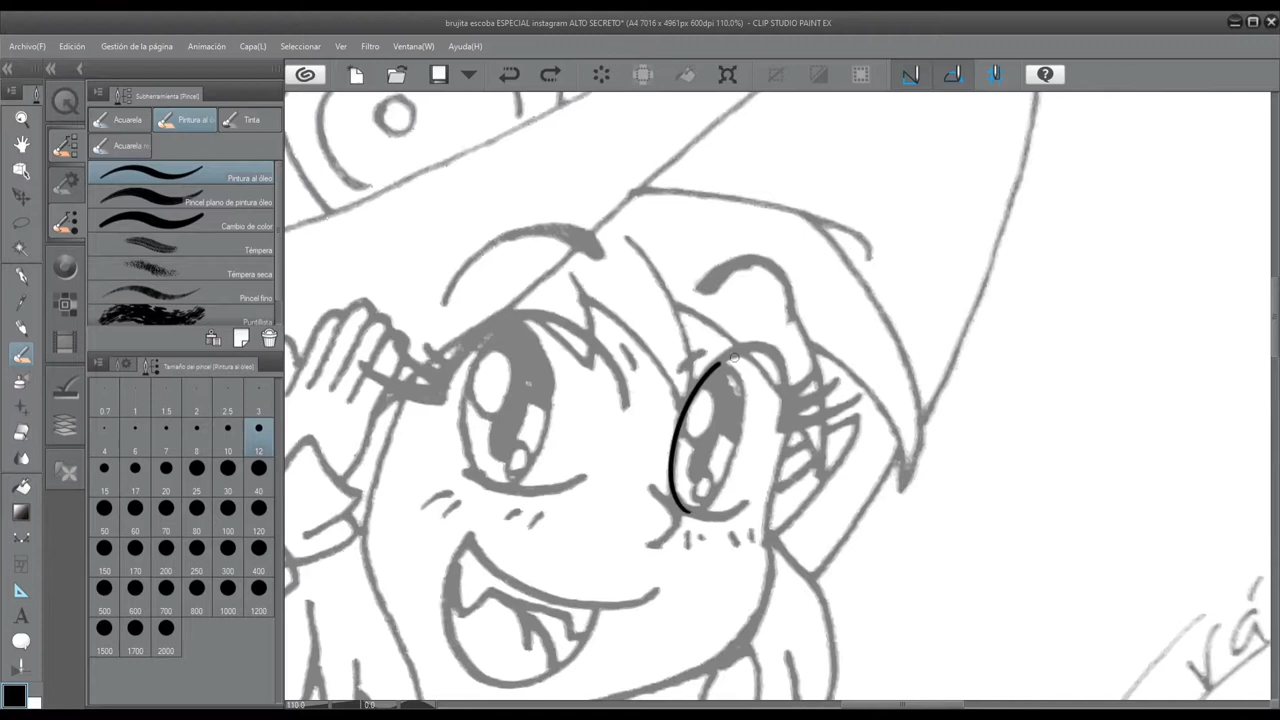 brujita escoba ESPECIAL instagram ALTO SECRETO* (A4 7016 x 4961px 600dpi 110.0%) - CLIP STUDIO PAINT EX
Archivo(F) Edición Gestión de la página Animación Capa(L) Seleccionar Ver Filtro Ventana(W) Ayuda(H)
Subherramienta [Pincel]
Acuarela Pintura al ó Tinta
Acuarela
Pintura al óleo
Pincel plano de pintura óleo
Cambio de color
Témpera
Témpera seca
Pincel fino
Puntillista
Tamaño del pincel [Pintura al óleo]
0.7 1 1.5 2 2.5 3
4 6 7 8 10 12
15 17 20 25 30 40
50 60 70 80 100 120
150 170 200 250 300 400
500 600 700 800 1000 1200
1500 1700 2000
Vá
110.0 0.0